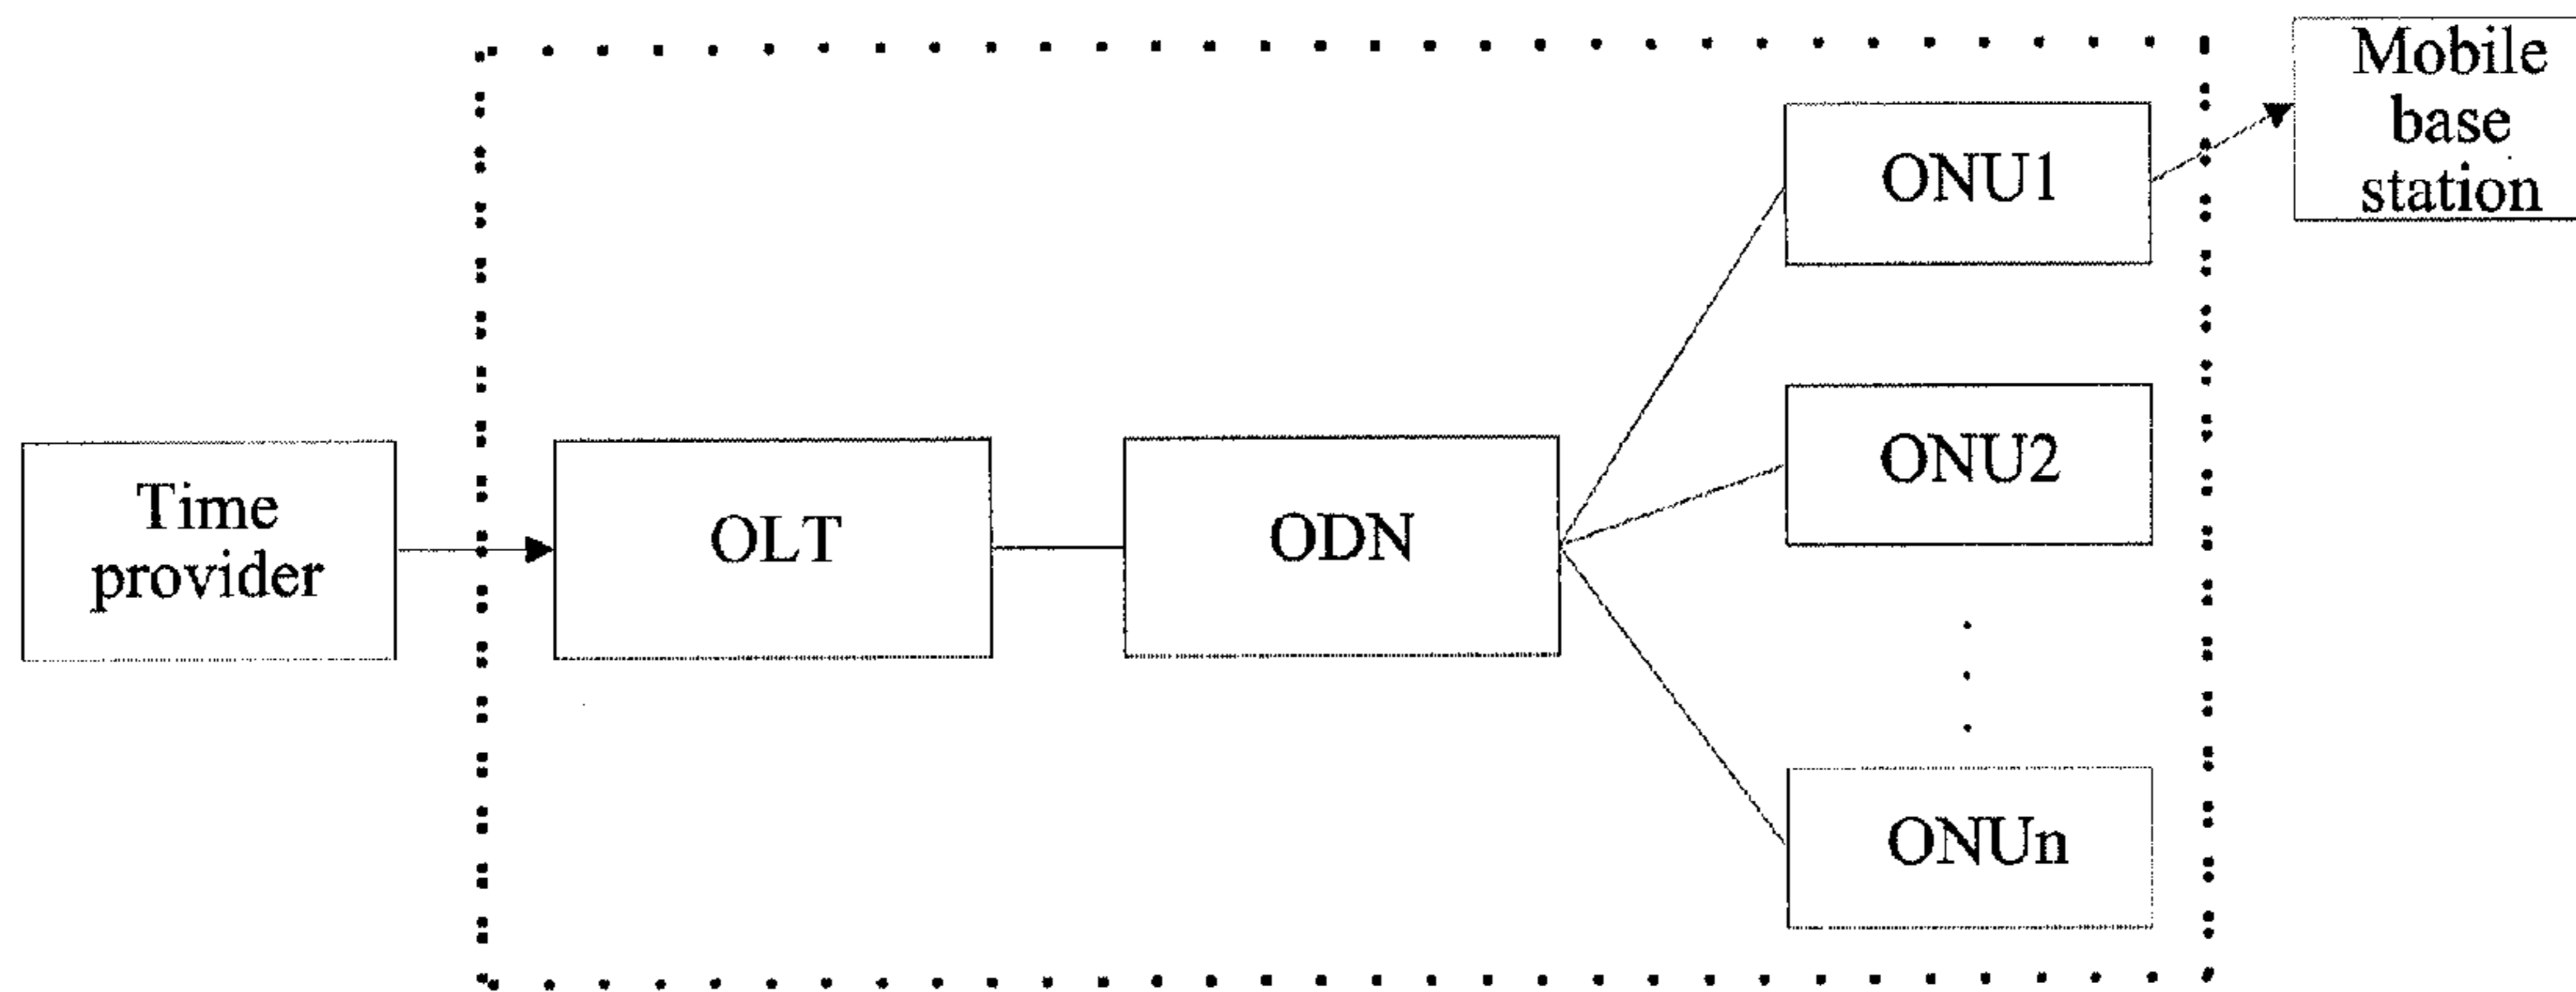 Mobile
base
station
ONU1
ONU2
Time
provider
OLT
ODN
ONUn